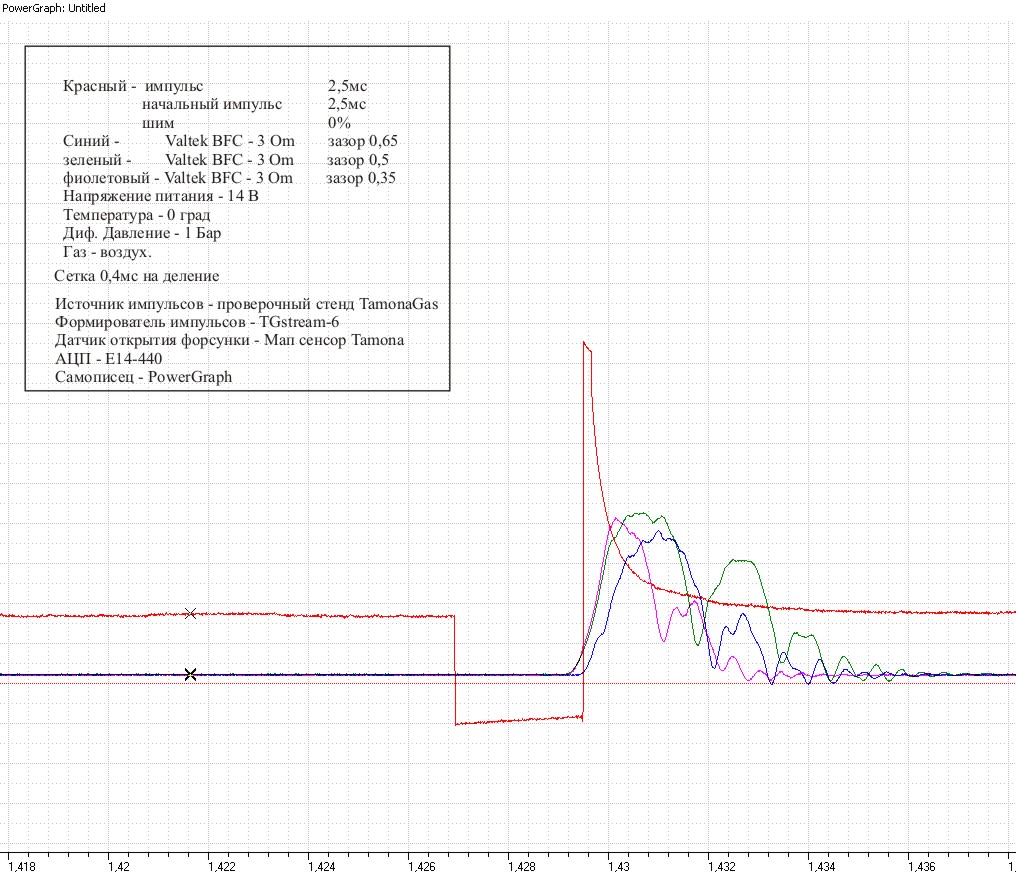 PowerGraph: Untitled
Красный - импульс 2,5мс
начальный импульс 2,5мс
шим 0%
Синий - Valtek BFC - 3 Om зазор 0,65
зеленый - Valtek BFC - 3 Om зазор 0,5
фиолетовый - Valtek BFC - 3 Om зазор 0,35
Напряжение питания - 14 В
Температура - 0 град
Диф. Давление - 1 Бар
Газ - воздух.
Сетка 0,4мс на деление
Источник импульсов - проверочный стенд TamonaGas
Формирователь импульсов - TGstream-6
Датчик открытия форсунки - Мап сенсор Tamona
АЦП - E14-440
Самописец - PowerGraph
1,418 1,42 1,422 1,424 1,426 1,428 1,43 1,432 1,434 1,436 1,